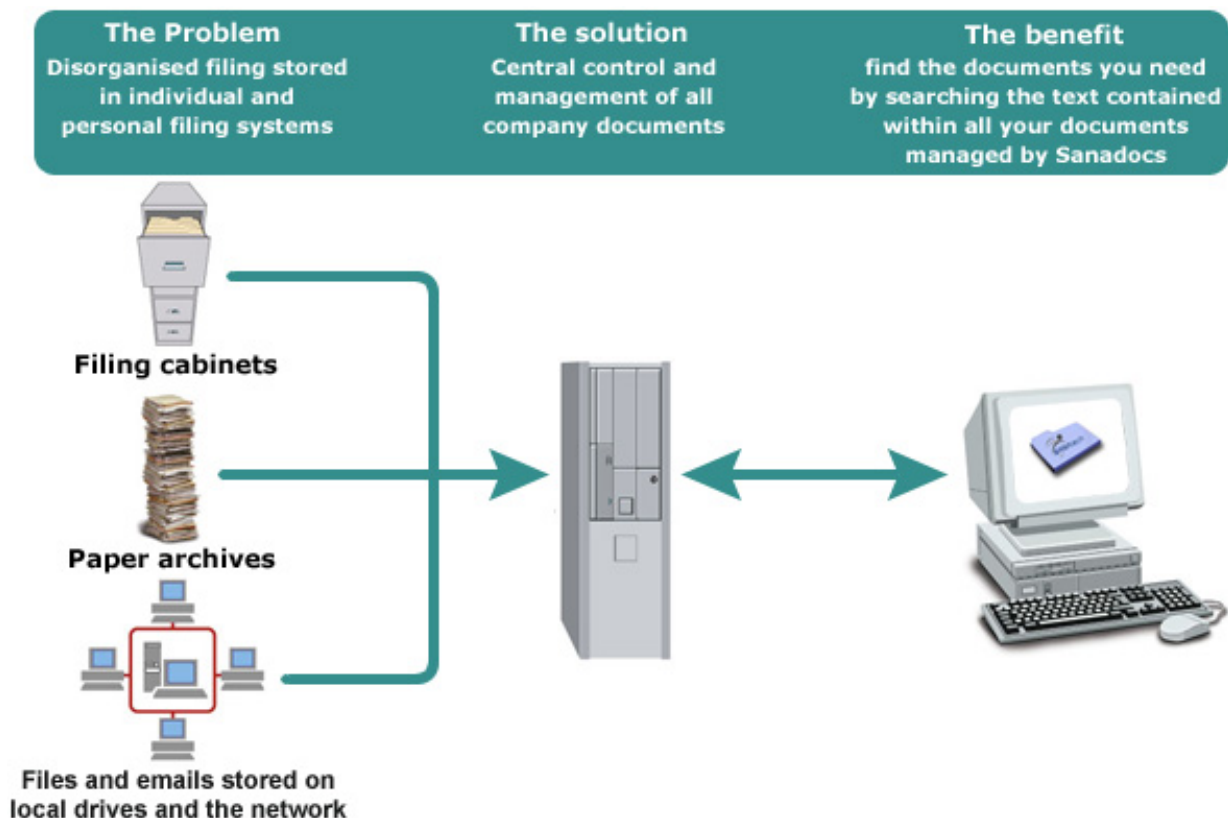 The Problem
Disorganised filing stored
in individual and
personal filing systems
The solution
Central control and
management of all
company documents
The benefit
find the documents you need
by searching the text contained
within all your documents
managed by Sanadocs
Filing cabinets
Paper archives
Files and emails stored on
local drives and the network